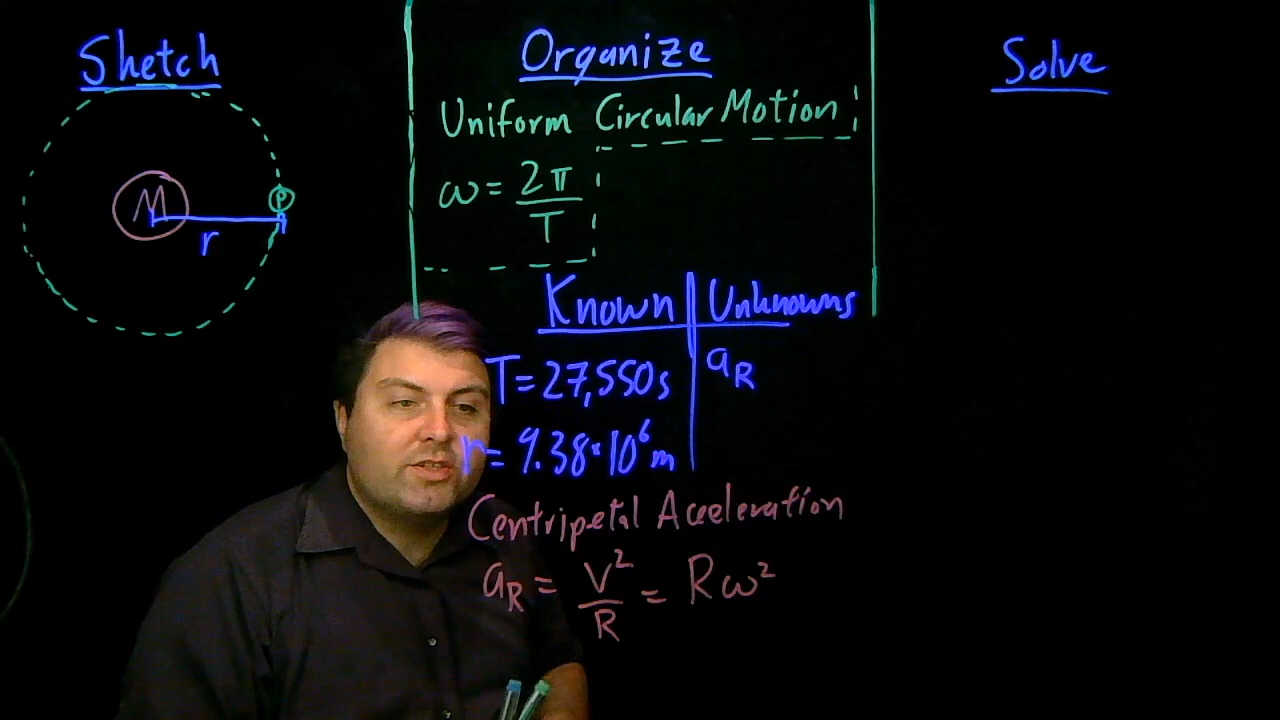 Sketch
M
P
r
Organize
Uniform Circular Motion
ω = 2π / T
Known | Unknowns
T = 27,550s
a_R
r = 9.38·10⁶ m
Centripetal Acceleration
a_R = V² / R = Rω²
Solve